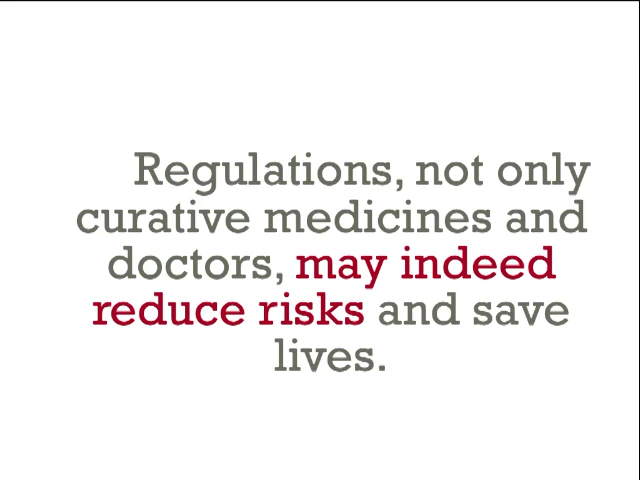 Regulations, not only
curative medicines and
doctors, may indeed
reduce risks and save
lives.